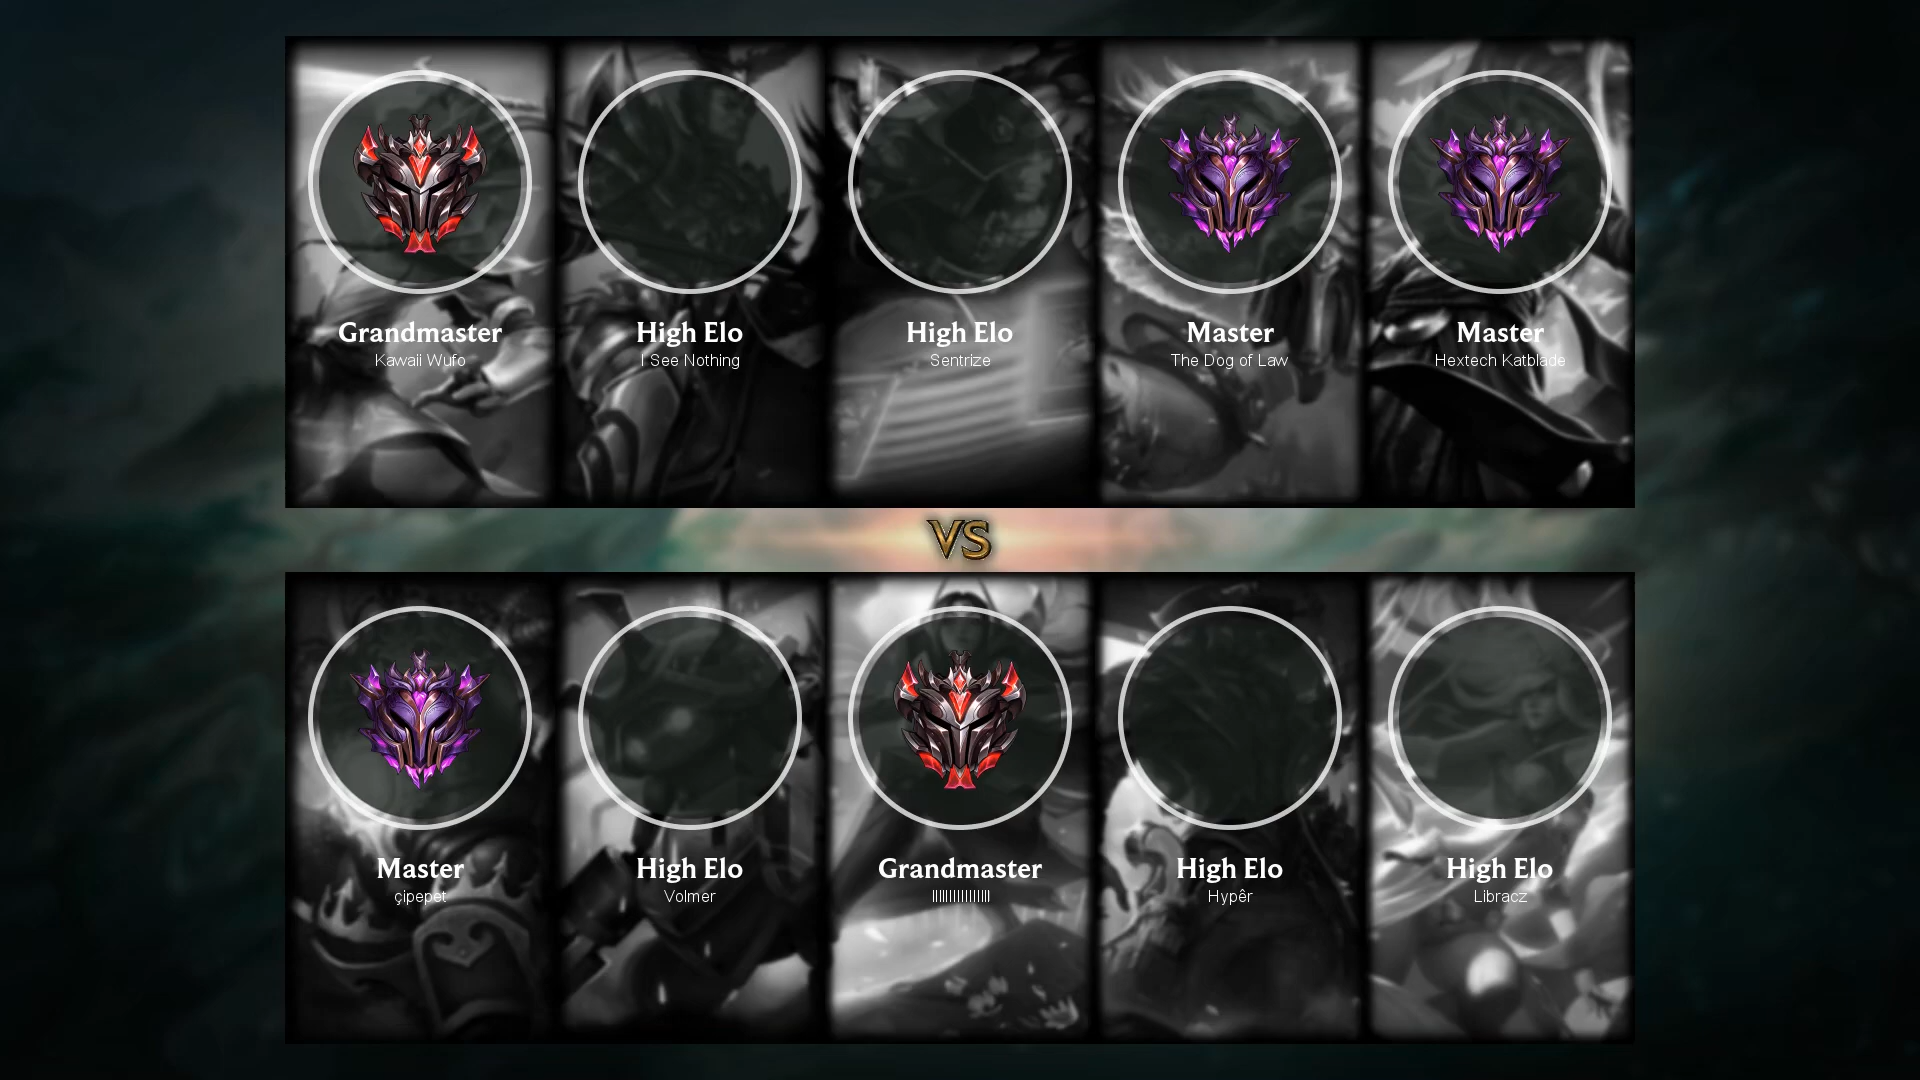 Grandmaster
Kawaii Wufo
High Elo
I See Nothing
High Elo
Sentrize
Master
The Dog of Law
Master
Hextech Katblade
VS
Master
çipepet
High Elo
Volmer
Grandmaster
High Elo
Hypêr
High Elo
Libracz